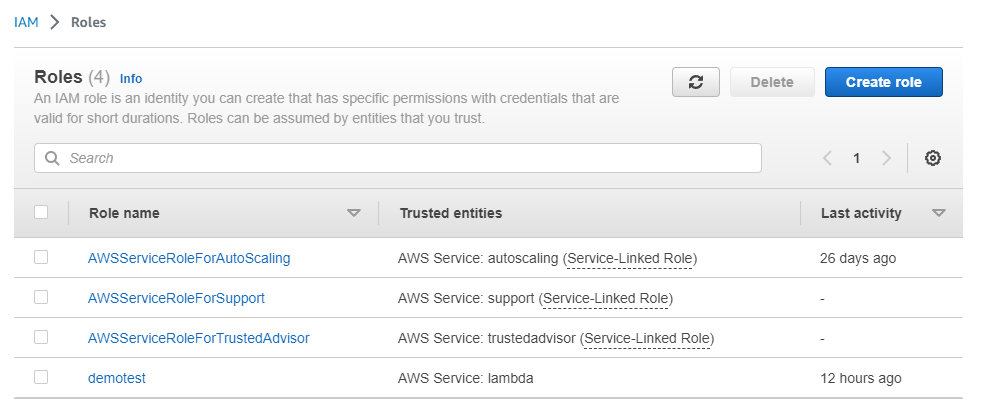 IAM > Roles
Roles (4) Info
Delete
Create role
An IAM role is an identity you can create that has specific permissions with credentials that are
valid for short durations. Roles can be assumed by entities that you trust.
Search
1
Role name Trusted entities Last activity
AWSServiceRoleForAutoScaling AWS Service: autoscaling (Service-Linked Role) 26 days ago
AWSServiceRoleForSupport AWS Service: support (Service-Linked Role) -
AWSServiceRoleForTrustedAdvisor AWS Service: trustedadvisor (Service-Linked Role) -
demotest AWS Service: lambda 12 hours ago